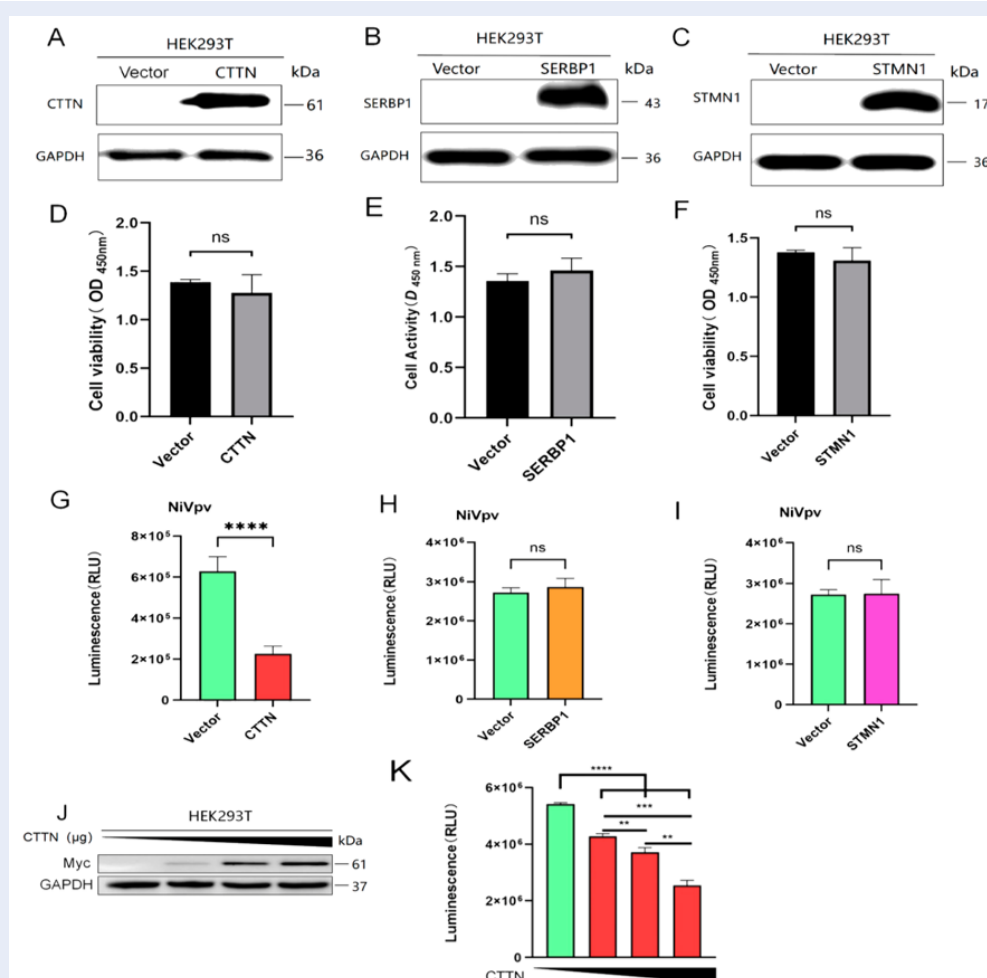 A
HEK293T
Vector CTTN kDa
CTTN 61
GAPDH 36
B
HEK293T
Vector SERBP1 kDa
SERBP1 43
GAPDH 36
C
HEK293T
Vector STMN1 kDa
STMN1 17
GAPDH 36
D
Cell viability( OD 450nm)
2.0
1.5
1.0
0.5
0.0
ns
Vector
CTTN
E
Cell Activity(D 450 nm)
2.0
1.5
1.0
0.5
0.0
ns
Vector
SERBP1
F
Cell viability( OD 450nm)
1.5
1.0
0.5
0.0
ns
Vector
STMN1
G
NiVpv
Luminescence(RLU)
8×10⁵
6×10⁵
4×10⁵
2×10⁵
0
****
Vector
CTTN
H
NiVpv
Luminescence(RLU)
4×10⁶
3×10⁶
2×10⁶
1×10⁶
0
ns
Vector
SERBP1
I
NiVpv
Luminescence(RLU)
4×10⁶
3×10⁶
2×10⁶
1×10⁶
0
ns
Vector
STMN1
J
HEK293T
CTTN (μg) kDa
Myc 61
GAPDH 37
K
Luminescence(RLU)
6×10⁶
4×10⁶
2×10⁶
0
****
***
**
**
CTTN